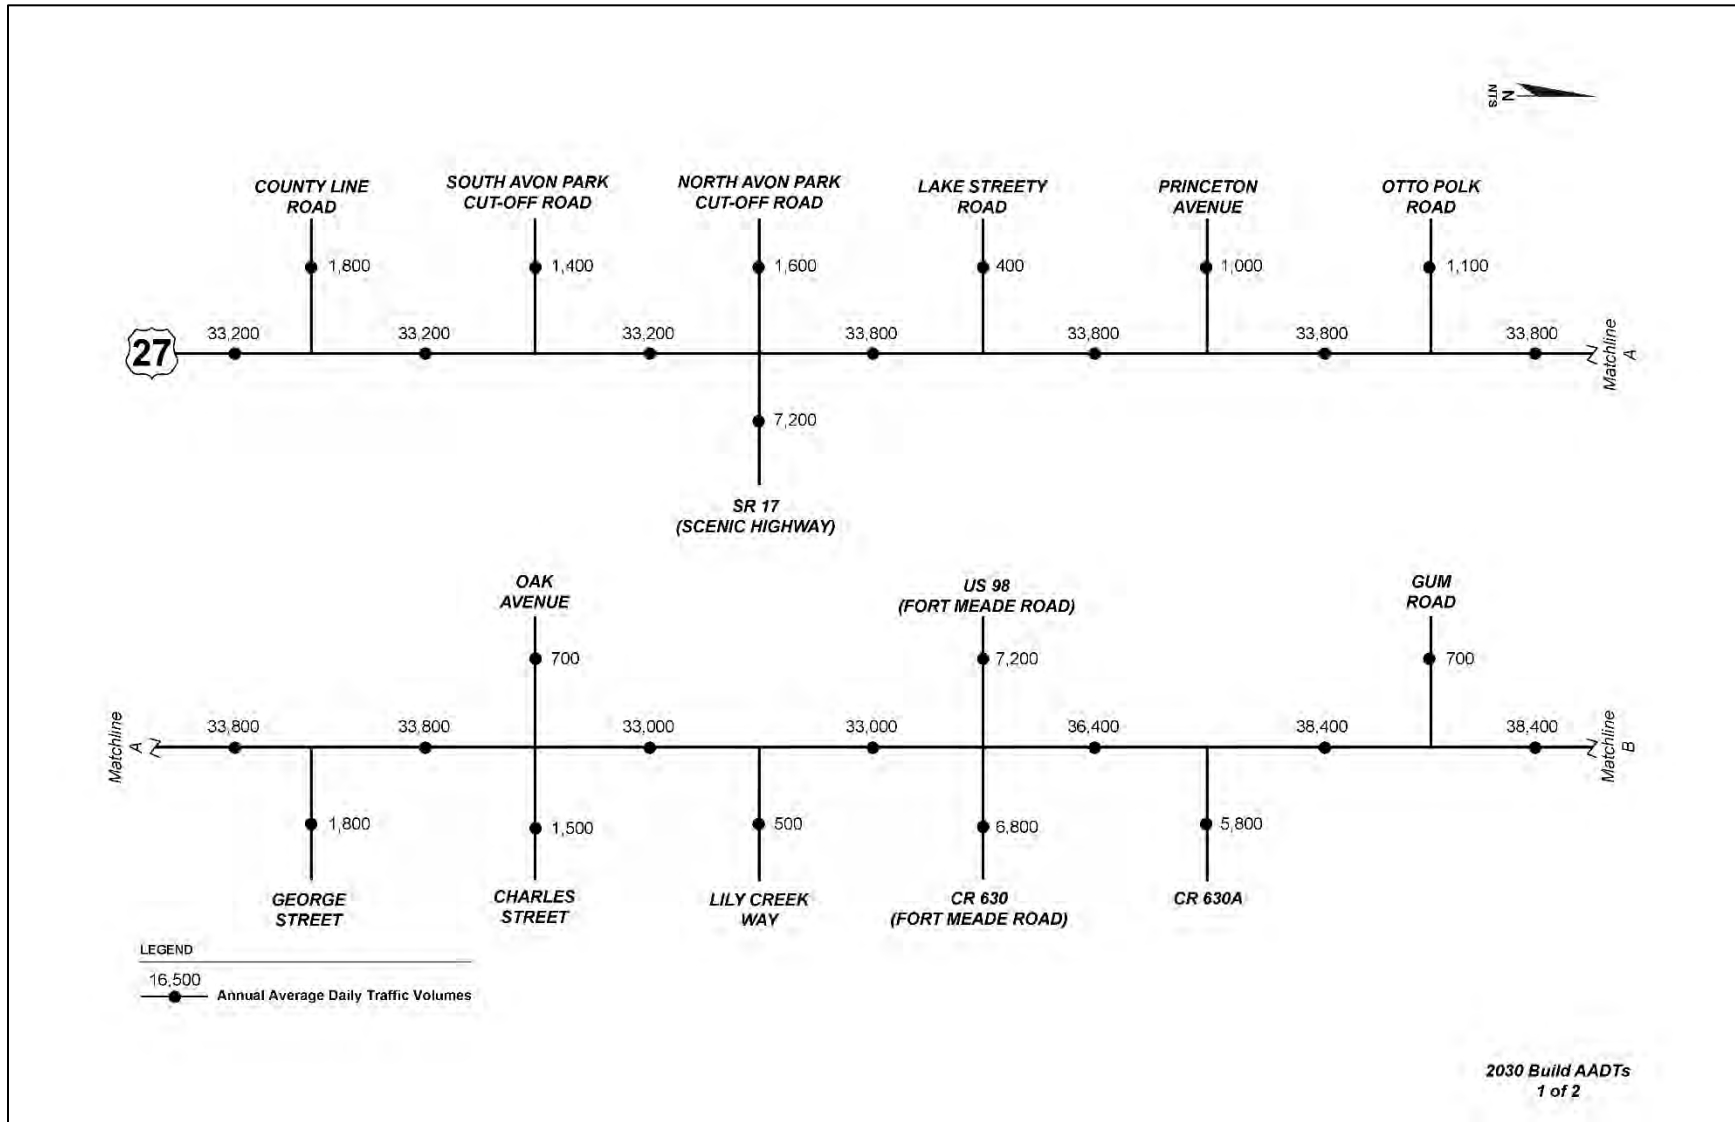 N
NTS
COUNTY LINE
ROAD
SOUTH AVON PARK
CUT-OFF ROAD
NORTH AVON PARK
CUT-OFF ROAD
LAKE STREETY
ROAD
PRINCETON
AVENUE
OTTO POLK
ROAD
1,800
1,400
1,600
400
1,000
1,100
27
33,200
33,200
33,200
33,800
33,800
33,800
33,800
Matchline
A
7,200
SR 17
(SCENIC HIGHWAY)
OAK
AVENUE
US 98
(FORT MEADE ROAD)
GUM
ROAD
700
7,200
700
Matchline
A
33,800
33,800
33,000
33,000
36,400
38,400
38,400
Matchline
B
1,800
1,500
500
6,800
5,800
GEORGE
STREET
CHARLES
STREET
LILY CREEK
WAY
CR 630
(FORT MEADE ROAD)
CR 630A
LEGEND
16,500
Annual Average Daily Traffic Volumes
2030 Build AADTs
1 of 2